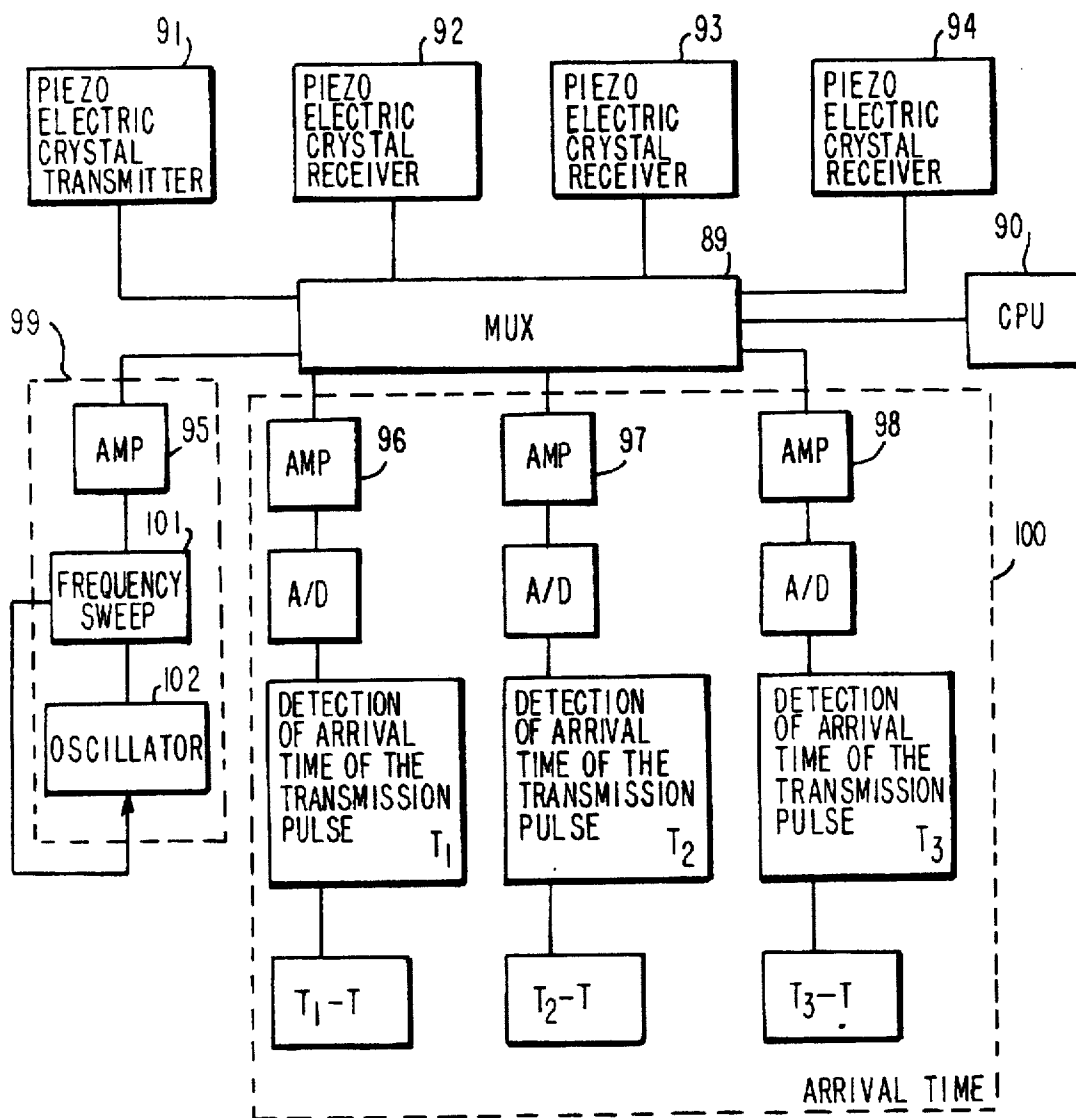 91
92
93
94
PIEZO
ELECTRIC
CRYSTAL
TRANSMITTER
PIEZO
ELECTRIC
CRYSTAL
RECEIVER
PIEZO
ELECTRIC
CRYSTAL
RECEIVER
PIEZO
ELECTRIC
CRYSTAL
RECEIVER
89
90
MUX
CPU
99
AMP
95
AMP
96
AMP
97
AMP
98
101
FREQUENCY
SWEEP
A/D
A/D
A/D
100
102
OSCILLATOR
DETECTION
OF ARRIVAL
TIME OF THE
TRANSMISSION
PULSE
T1
DETECTION
OF ARRIVAL
TIME OF THE
TRANSMISSION
PULSE
T2
DETECTION
OF ARRIVAL
TIME OF THE
TRANSMISSION
PULSE
T3
T1-T
T2-T
T3-T
ARRIVAL TIME